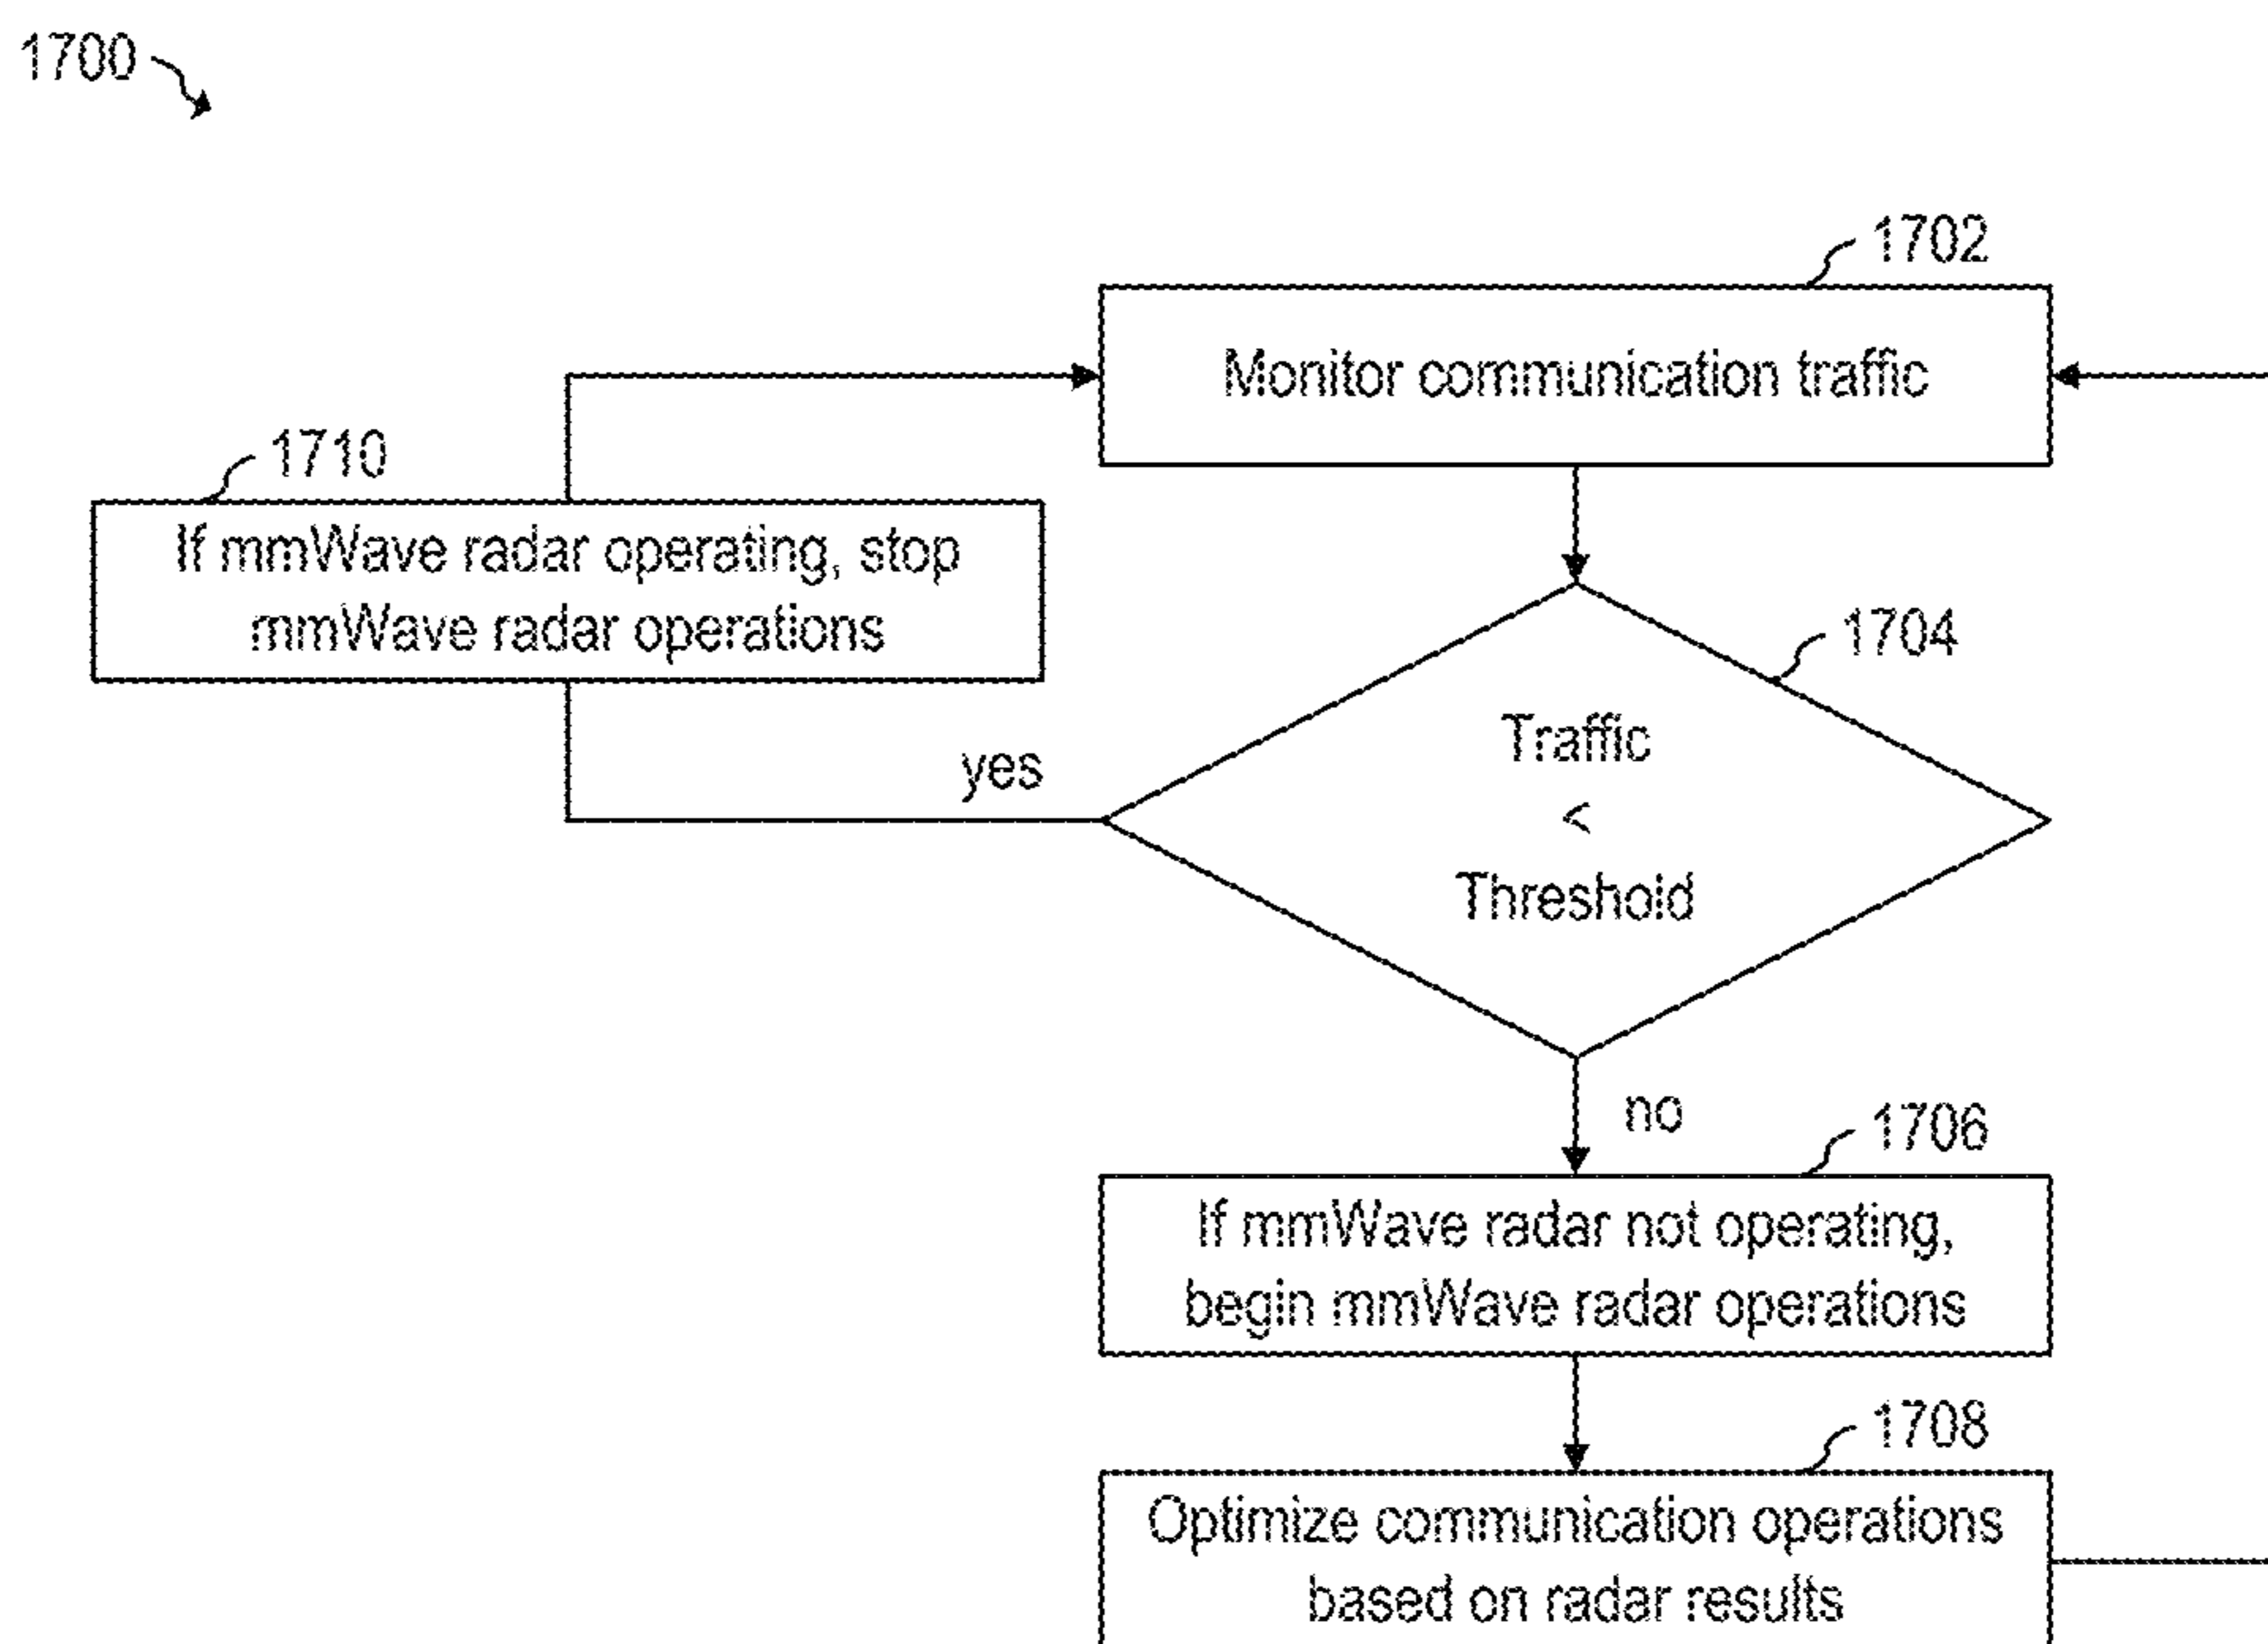 1700
1702
Monitor communication traffic
1710
If mmWave radar operating, stop
mmWave radar operations
1704
Traffic
<
Threshold
yes
no
1706
If mmWave radar not operating,
begin mmWave radar operations
1708
Optimize communication operations
based on radar results